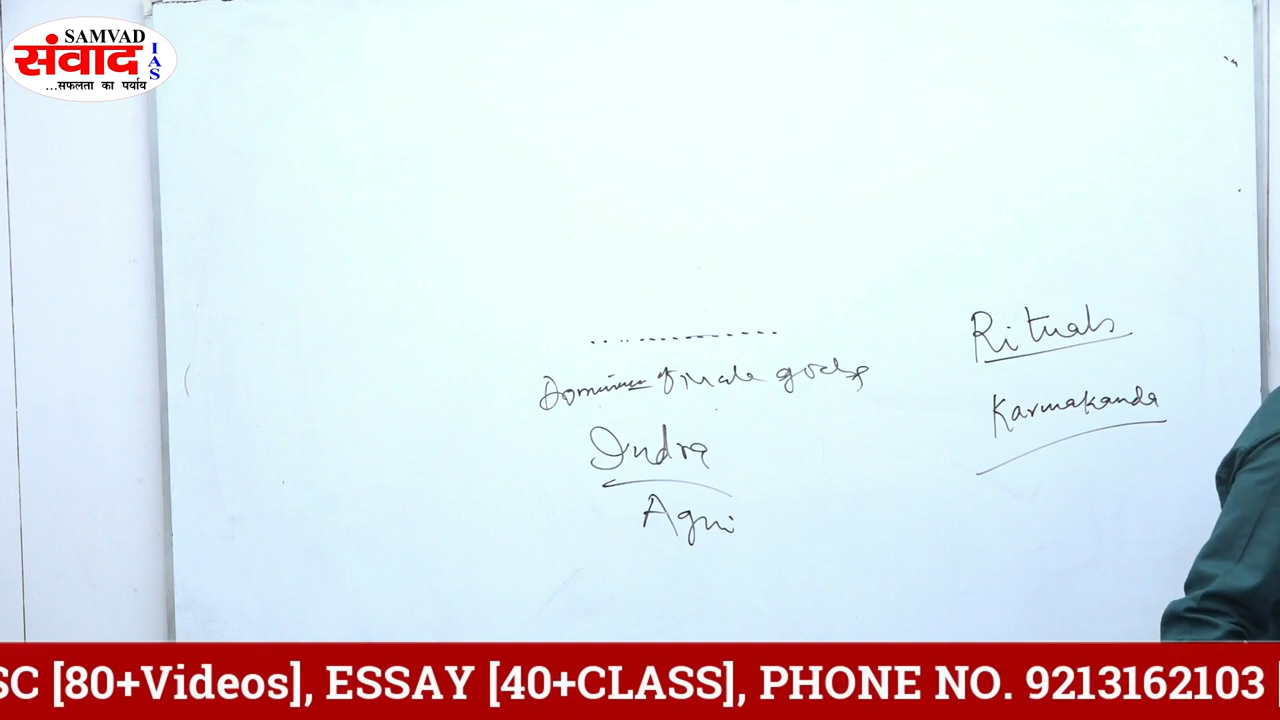 SAMVAD
संवाद
IAS
...सफलता का पर्याय
Rituals
Dominance of male gods
Karmakanda
Indra
Agni
SC [80+Videos], ESSAY [40+CLASS], PHONE NO. 9213162103